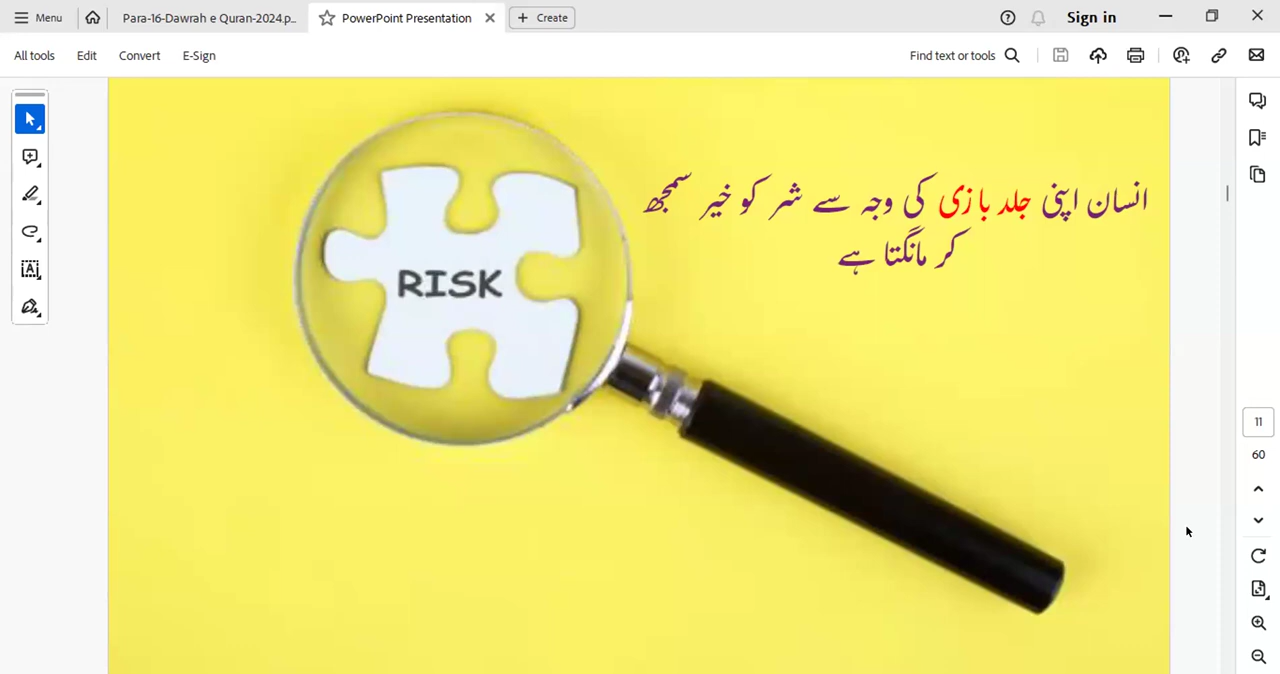 Menu
Para-16-Dawrah e Quran-2024.p...
PowerPoint Presentation
Create
Sign in
All tools
Edit
Convert
E-Sign
Find text or tools
انسان اپنی جلد بازی کی وجہ سے شر کو خیر سمجھ
کر مانگتا ہے
RISK
11
60